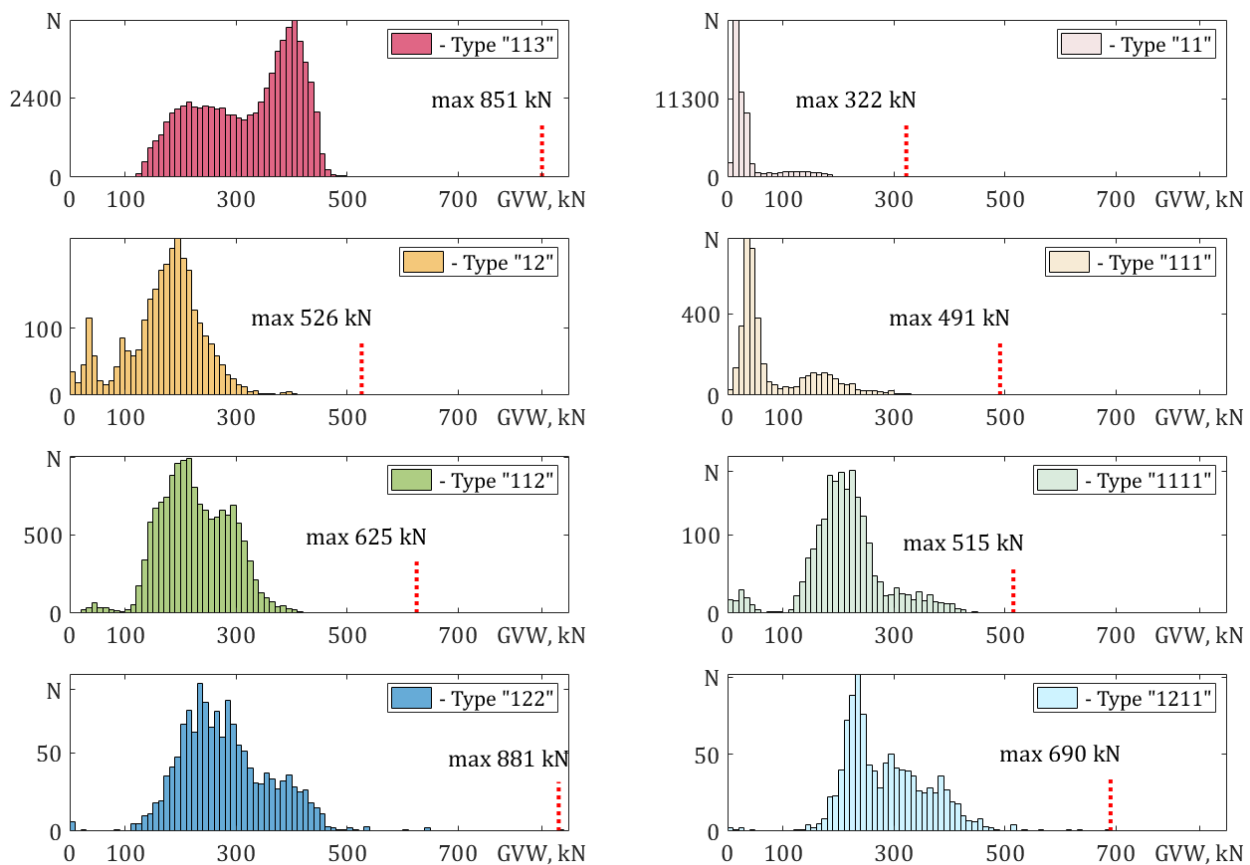 N
- Type "113"
2400
max 851 kN
0
0 100 300 500 700 GVW, kN
N
- Type "11"
11300
max 322 kN
0
0 100 300 500 700 GVW, kN
- Type "12"
max 526 kN
100
0
0 100 300 500 700 GVW, kN
N
- Type "111"
400
max 491 kN
0
0 100 300 500 700 GVW, kN
N
- Type "112"
500
max 625 kN
0
0 100 300 500 700 GVW, kN
N
- Type "1111"
100
max 515 kN
0
0 100 300 500 700 GVW, kN
N
- Type "122"
50
max 881 kN
0
0 100 300 500 700 GVW, kN
N
- Type "1211"
50
max 690 kN
0
0 100 300 500 700 GVW, kN